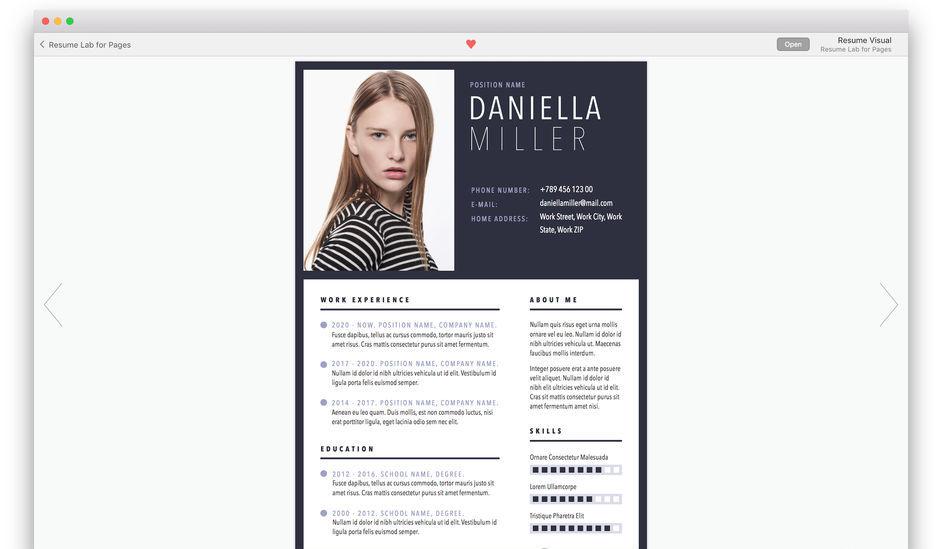 Resume Lab for Pages
Open
Resume Visual
Resume Lab for Pages
POSITION NAME
DANIELLA
MILLER
PHONE NUMBER: +789 456 123 00
E-MAIL: daniellamiller@mail.com
HOME ADDRESS: Work Street, Work City, Work
State, Work ZIP
WORK EXPERIENCE
2020 - NOW. POSITION NAME, COMPANY NAME.
Fusce dapibus, tellus ac cursus commodo, tortor mauris justo sit
amet risus. Cras mattis consectetur purus sit amet fermentum.
2017 - 2020. POSITION NAME, COMPANY NAME.
Nullam id dolor id nibh ultricies vehicula ut id elit. Vestibulum id
ligula porta felis euismod semper.
2014 - 2017. POSITION NAME, COMPANY NAME.
Aenean eu leo quam. Duis mollis, est non commodo luctus, nisi
erat porttitor ligula, eget lacinia odio sem nec elit.
EDUCATION
2012 - 2016. SCHOOL NAME, DEGREE.
Fusce dapibus, tellus ac cursus commodo, tortor mauris justo sit
amet risus. Cras mattis consectetur purus sit amet fermentum.
2000 - 2012. SCHOOL NAME, DEGREE.
Nullam id dolor id nibh ultricies vehicula ut id elit. Vestibulum id
ligula porta felis euismod semper.
ABOUT ME
Nullam quis risus eget urna mollis
ornare vel eu leo. Nullam id dolor id
nibh ultricies vehicula ut. Maecenas
faucibus mollis interdum.
Integer posuere erat a ante posuere
velit aliquet. Nullam id dolor id
nibh elit ultricies vehicula ut id elit.
Cras sit mattis consectetur purus sit
amet fermentum amet nisi.
SKILLS
Ornare Consectetur Malesuada
Lorem Ullamcorpe
Tristique Pharetra Elit